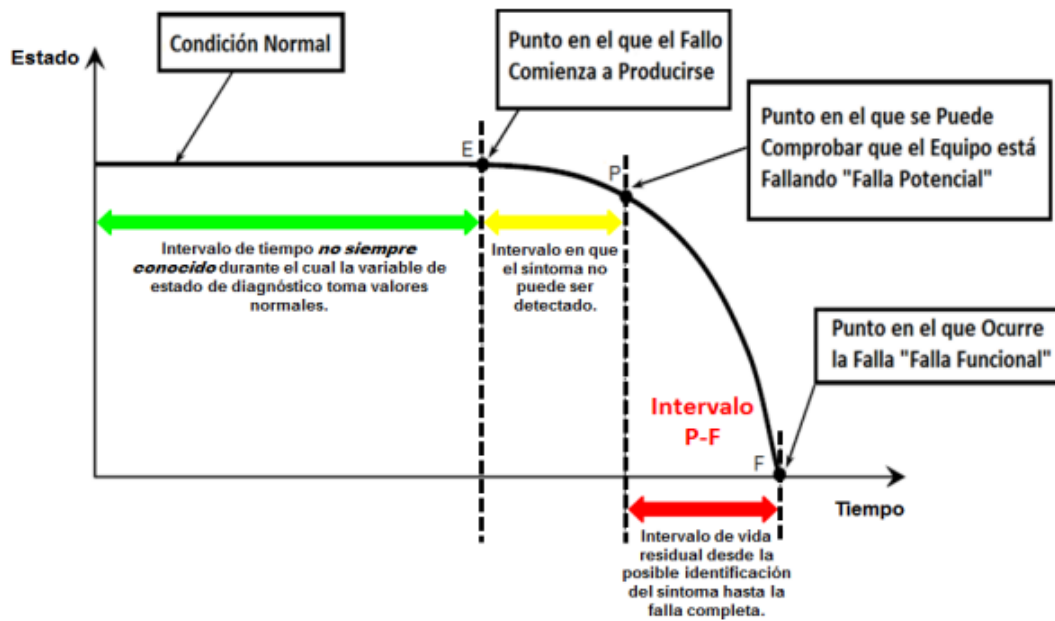 Estado
Condición Normal
Punto en el que el Fallo
Comienza a Producirse
Punto en el que se Puede
Comprobar que el Equipo está
Fallando "Falla Potencial"
E
P
Intervalo de tiempo no siempre
conocido durante el cual la variable de
estado de diagnóstico toma valores
normales.
Intervalo en que
el síntoma no
puede ser
detectado.
Punto en el que Ocurre
la Falla "Falla Funcional"
Intervalo
P-F
F
Tiempo
Intervalo de vida
residual desde la
posible identificación
del síntoma hasta la
falla completa.